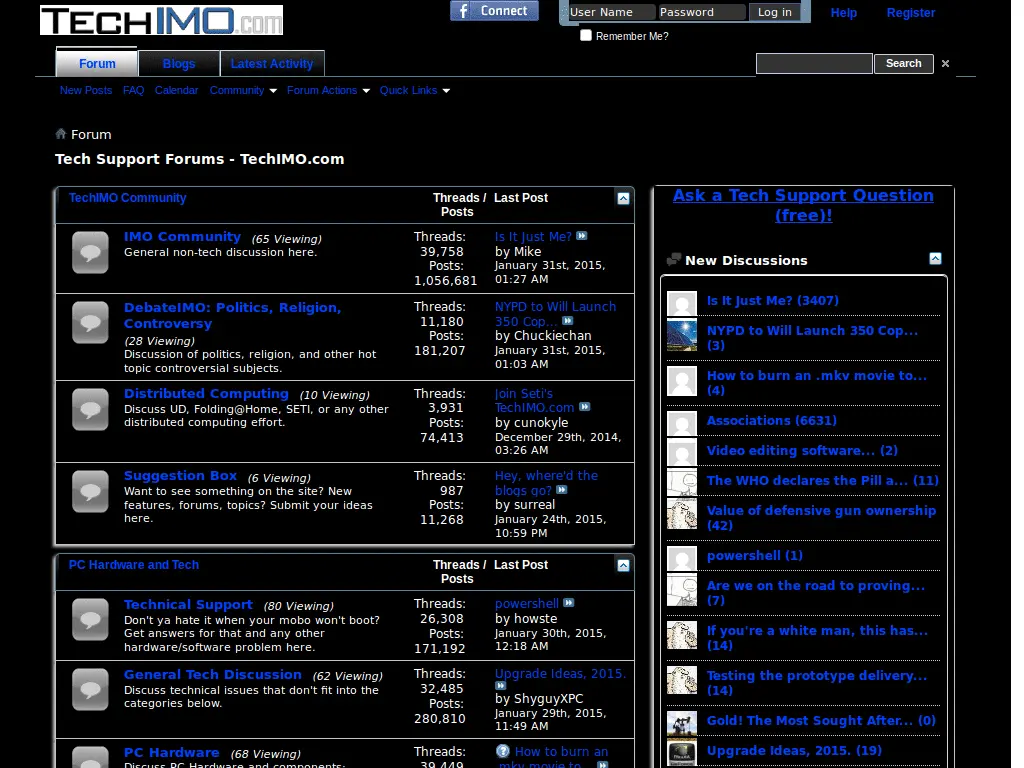 TECHIMO.com
f Connect
User Name Password Log in Help Register
Remember Me?
Forum Blogs Latest Activity
Search
New Posts FAQ Calendar Community Forum Actions Quick Links
Forum
Tech Support Forums - TechIMO.com
TechIMO Community
Threads / Posts
Last Post
IMO Community (65 Viewing)
General non-tech discussion here.
Threads:
39,758
Posts:
1,056,681
Is It Just Me?
by Mike
January 31st, 2015,
01:27 AM
DebateIMO: Politics, Religion,
Controversy
(28 Viewing)
Discussion of politics, religion, and other hot
topic controversial subjects.
Threads:
11,180
Posts:
181,207
NYPD to Will Launch
350 Cop...
by Chuckiechan
January 31st, 2015,
01:03 AM
Distributed Computing (10 Viewing)
Discuss UD, Folding@Home, SETI, or any other
distributed computing effort.
Threads:
3,931
Posts:
74,413
Join Seti's
TechIMO.com
by cunokyle
December 29th, 2014,
03:26 AM
Suggestion Box (6 Viewing)
Want to see something on the site? New
features, forums, topics? Submit your ideas
here.
Threads:
987
Posts:
11,268
Hey, where'd the
blogs go?
by surreal
January 24th, 2015,
10:59 PM
PC Hardware and Tech
Threads / Posts
Last Post
Technical Support (80 Viewing)
Don't ya hate it when your mobo won't boot?
Get answers for that and any other
hardware/software problem here.
Threads:
26,308
Posts:
171,192
powershell
by howste
January 30th, 2015,
12:18 AM
General Tech Discussion (62 Viewing)
Discuss technical issues that don't fit into the
categories below.
Threads:
32,485
Posts:
280,810
Upgrade Ideas, 2015.
by ShyguyXPC
January 29th, 2015,
11:49 AM
PC Hardware (68 Viewing)
Discuss PC Hardware and components:
Threads:
39,449
How to burn an
.mkv movie to...
Ask a Tech Support Question
(free)!
New Discussions
Is It Just Me? (3407)
NYPD to Will Launch 350 Cop...
(3)
How to burn an .mkv movie to...
(4)
Associations (6631)
Video editing software... (2)
The WHO declares the Pill a... (11)
Value of defensive gun ownership
(42)
powershell (1)
Are we on the road to proving...
(7)
If you're a white man, this has...
(14)
Testing the prototype delivery...
(14)
Gold! The Most Sought After... (0)
Upgrade Ideas, 2015. (19)